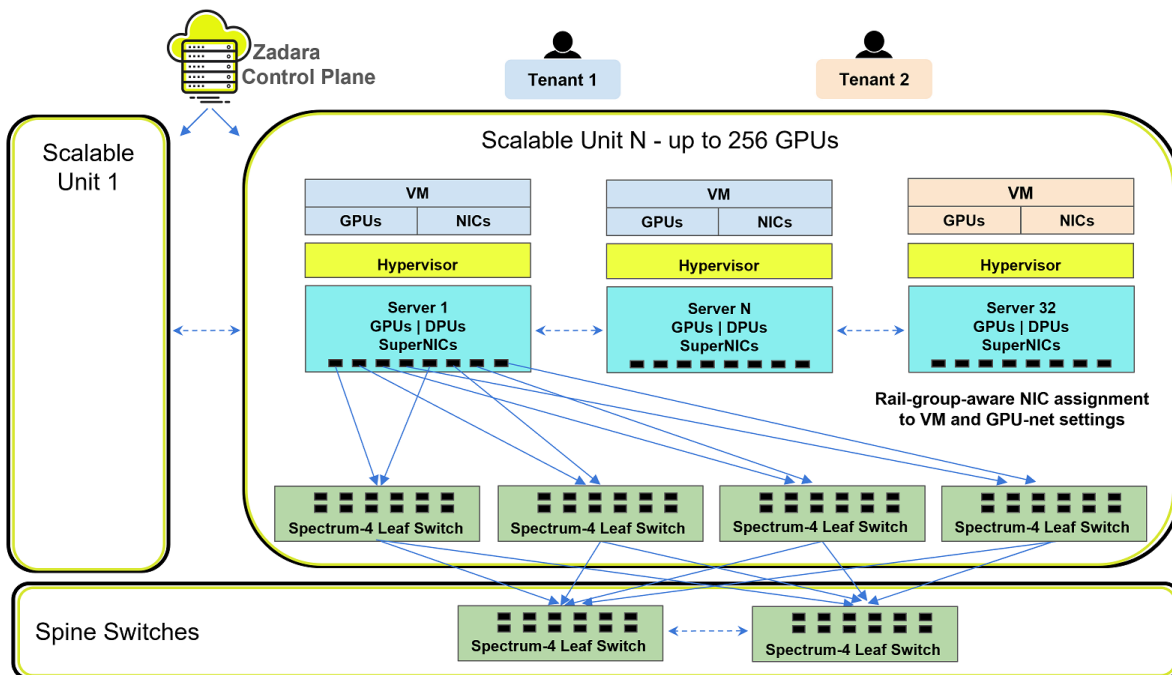 Zadara
Control Plane
Tenant 1
Tenant 2
Scalable
Unit 1
Scalable Unit N - up to 256 GPUs
VM
GPUs
NICs
Hypervisor
Server 1
GPUs | DPUs
SuperNICs
VM
GPUs
NICs
Hypervisor
Server N
GPUs | DPUs
SuperNICs
VM
GPUs
NICs
Hypervisor
Server 32
GPUs | DPUs
SuperNICs
Rail-group-aware NIC assignment
to VM and GPU-net settings
Spectrum-4 Leaf Switch
Spectrum-4 Leaf Switch
Spectrum-4 Leaf Switch
Spectrum-4 Leaf Switch
Spine Switches
Spectrum-4 Leaf Switch
Spectrum-4 Leaf Switch